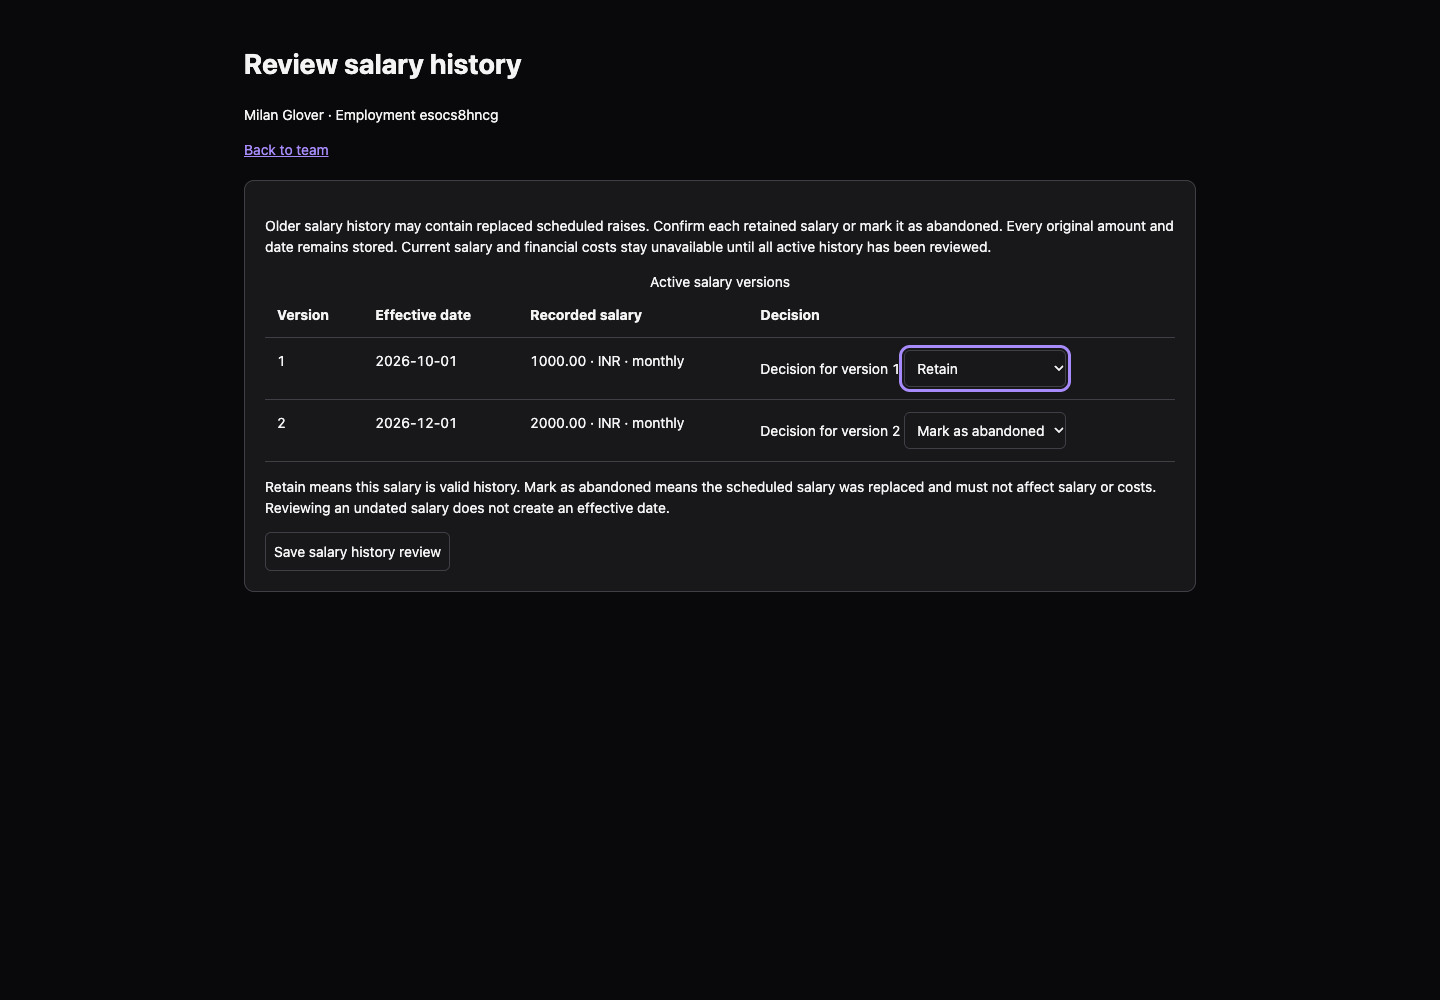 Review salary history
Milan Glover · Employment esocs8hncg
Back to team
Older salary history may contain replaced scheduled raises. Confirm each retained salary or mark it as abandoned. Every original amount and
date remains stored. Current salary and financial costs stay unavailable until all active history has been reviewed.
Active salary versions
Version Effective date Recorded salary Decision
1 2026-10-01 1000.00 · INR · monthly Decision for version 1 Retain
2 2026-12-01 2000.00 · INR · monthly Decision for version 2 Mark as abandoned
Retain means this salary is valid history. Mark as abandoned means the scheduled salary was replaced and must not affect salary or costs.
Reviewing an undated salary does not create an effective date.
Save salary history review